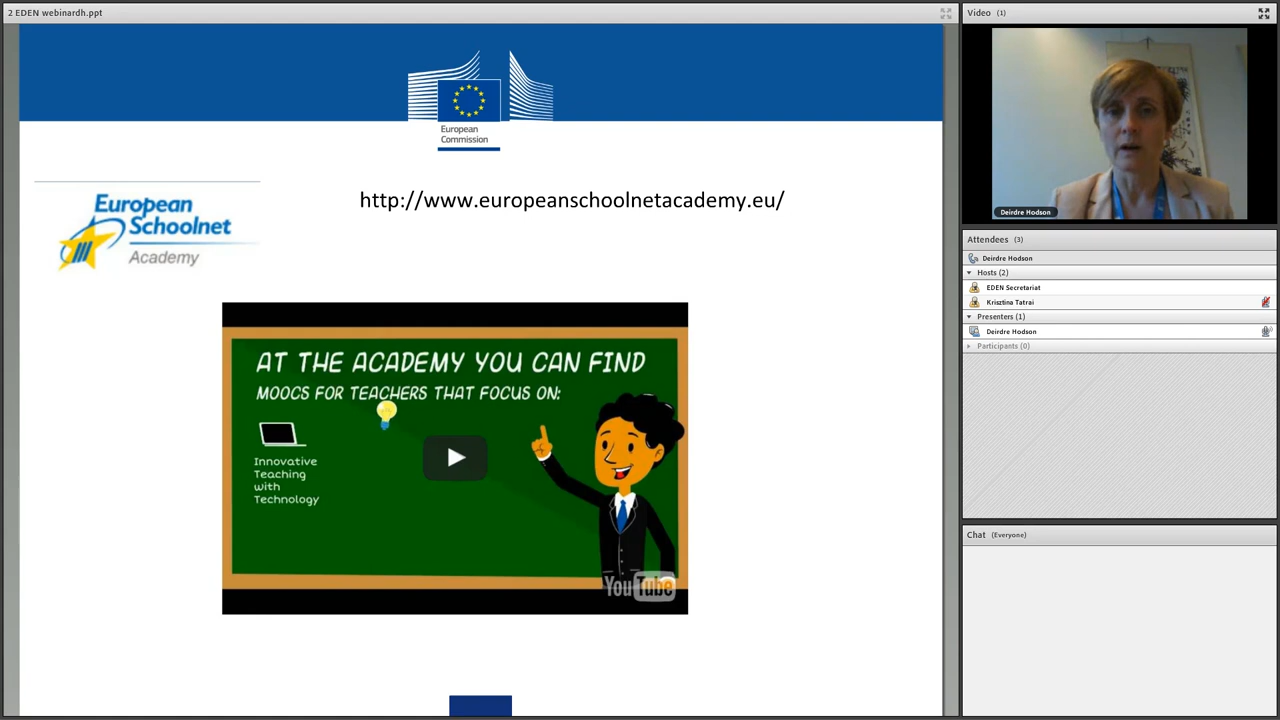 2 EDEN webinardh.ppt
European
Commission
European
Schoolnet
Academy
http://www.europeanschoolnetacademy.eu/
AT THE ACADEMY YOU CAN FIND
MOOCS FOR TEACHERS THAT FOCUS ON:
Innovative
Teaching
with
Technology
YouTube
Video (1)
Deirdre Hodson
Attendees (3)
Deirdre Hodson
Hosts (2)
EDEN Secretariat
Krisztina Tatrai
Presenters (1)
Deirdre Hodson
Participants (0)
Chat (Everyone)